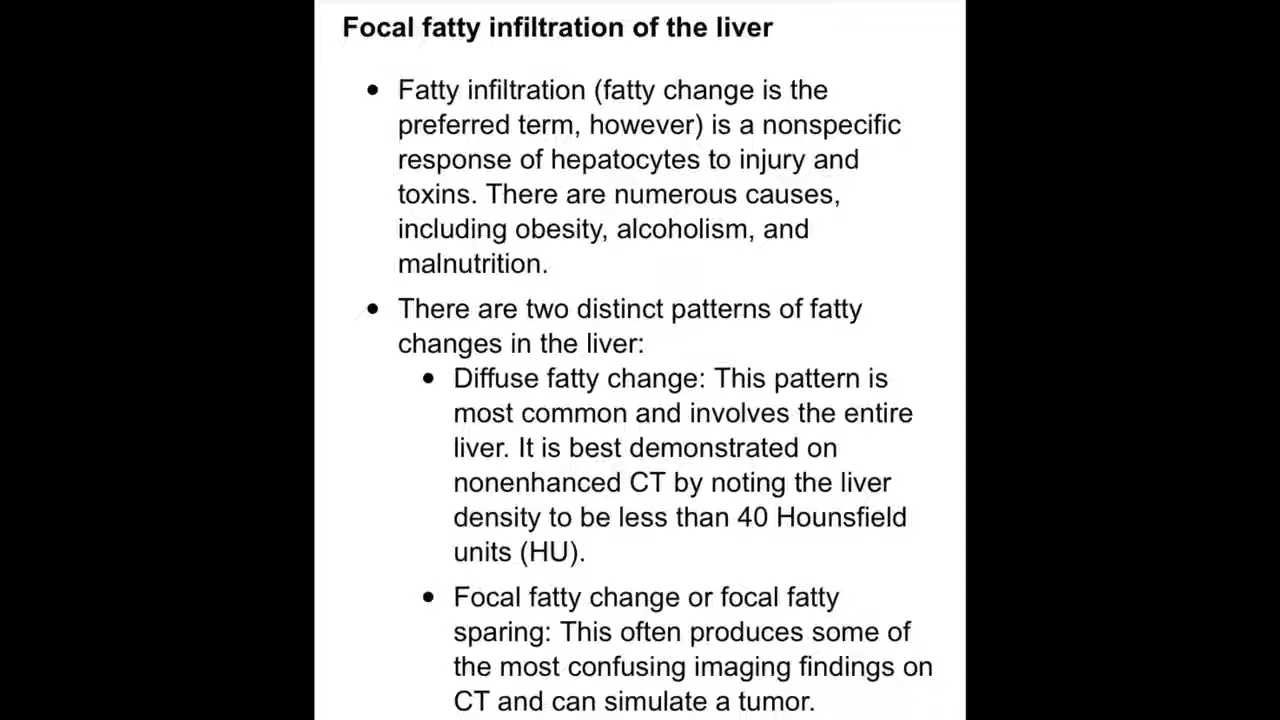 Focal fatty infiltration of the liver
• Fatty infiltration (fatty change is the
preferred term, however) is a nonspecific
response of hepatocytes to injury and
toxins. There are numerous causes,
including obesity, alcoholism, and
malnutrition.
• There are two distinct patterns of fatty
changes in the liver:
• Diffuse fatty change: This pattern is
most common and involves the entire
liver. It is best demonstrated on
nonenhanced CT by noting the liver
density to be less than 40 Hounsfield
units (HU).
• Focal fatty change or focal fatty
sparing: This often produces some of
the most confusing imaging findings on
CT and can simulate a tumor.